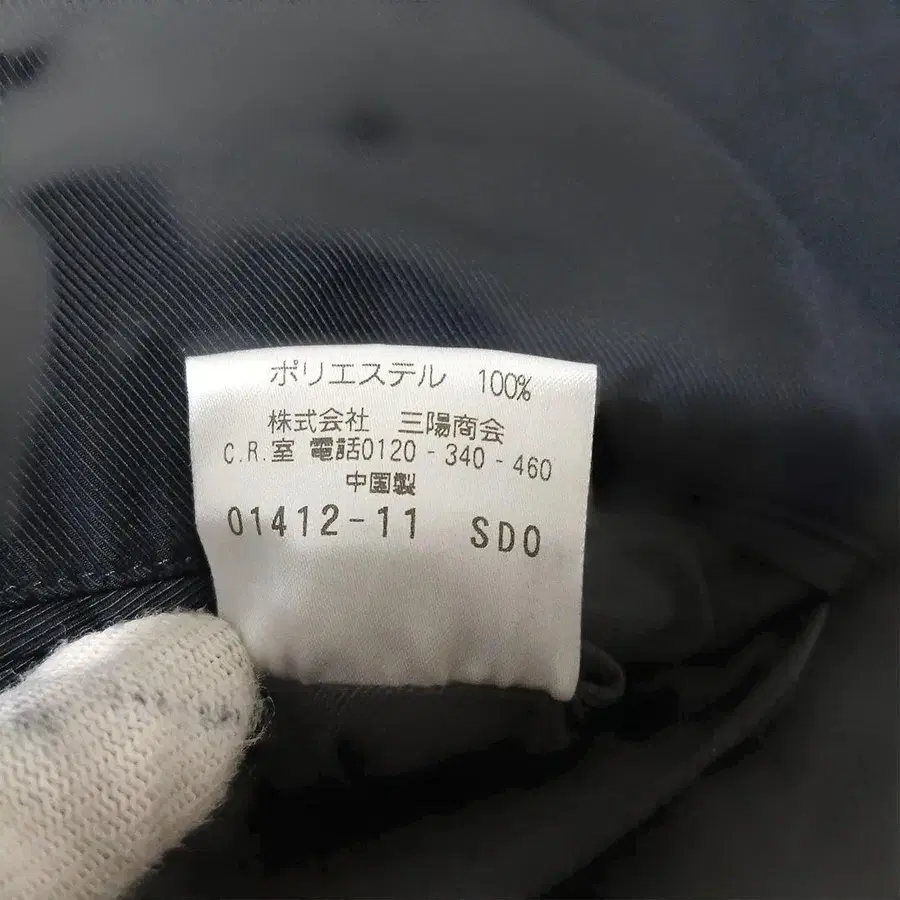 ポリエステル 100%
株式会社 三陽商会
C.R.室 電話0120-340-460
中国製
01412-11 SD0